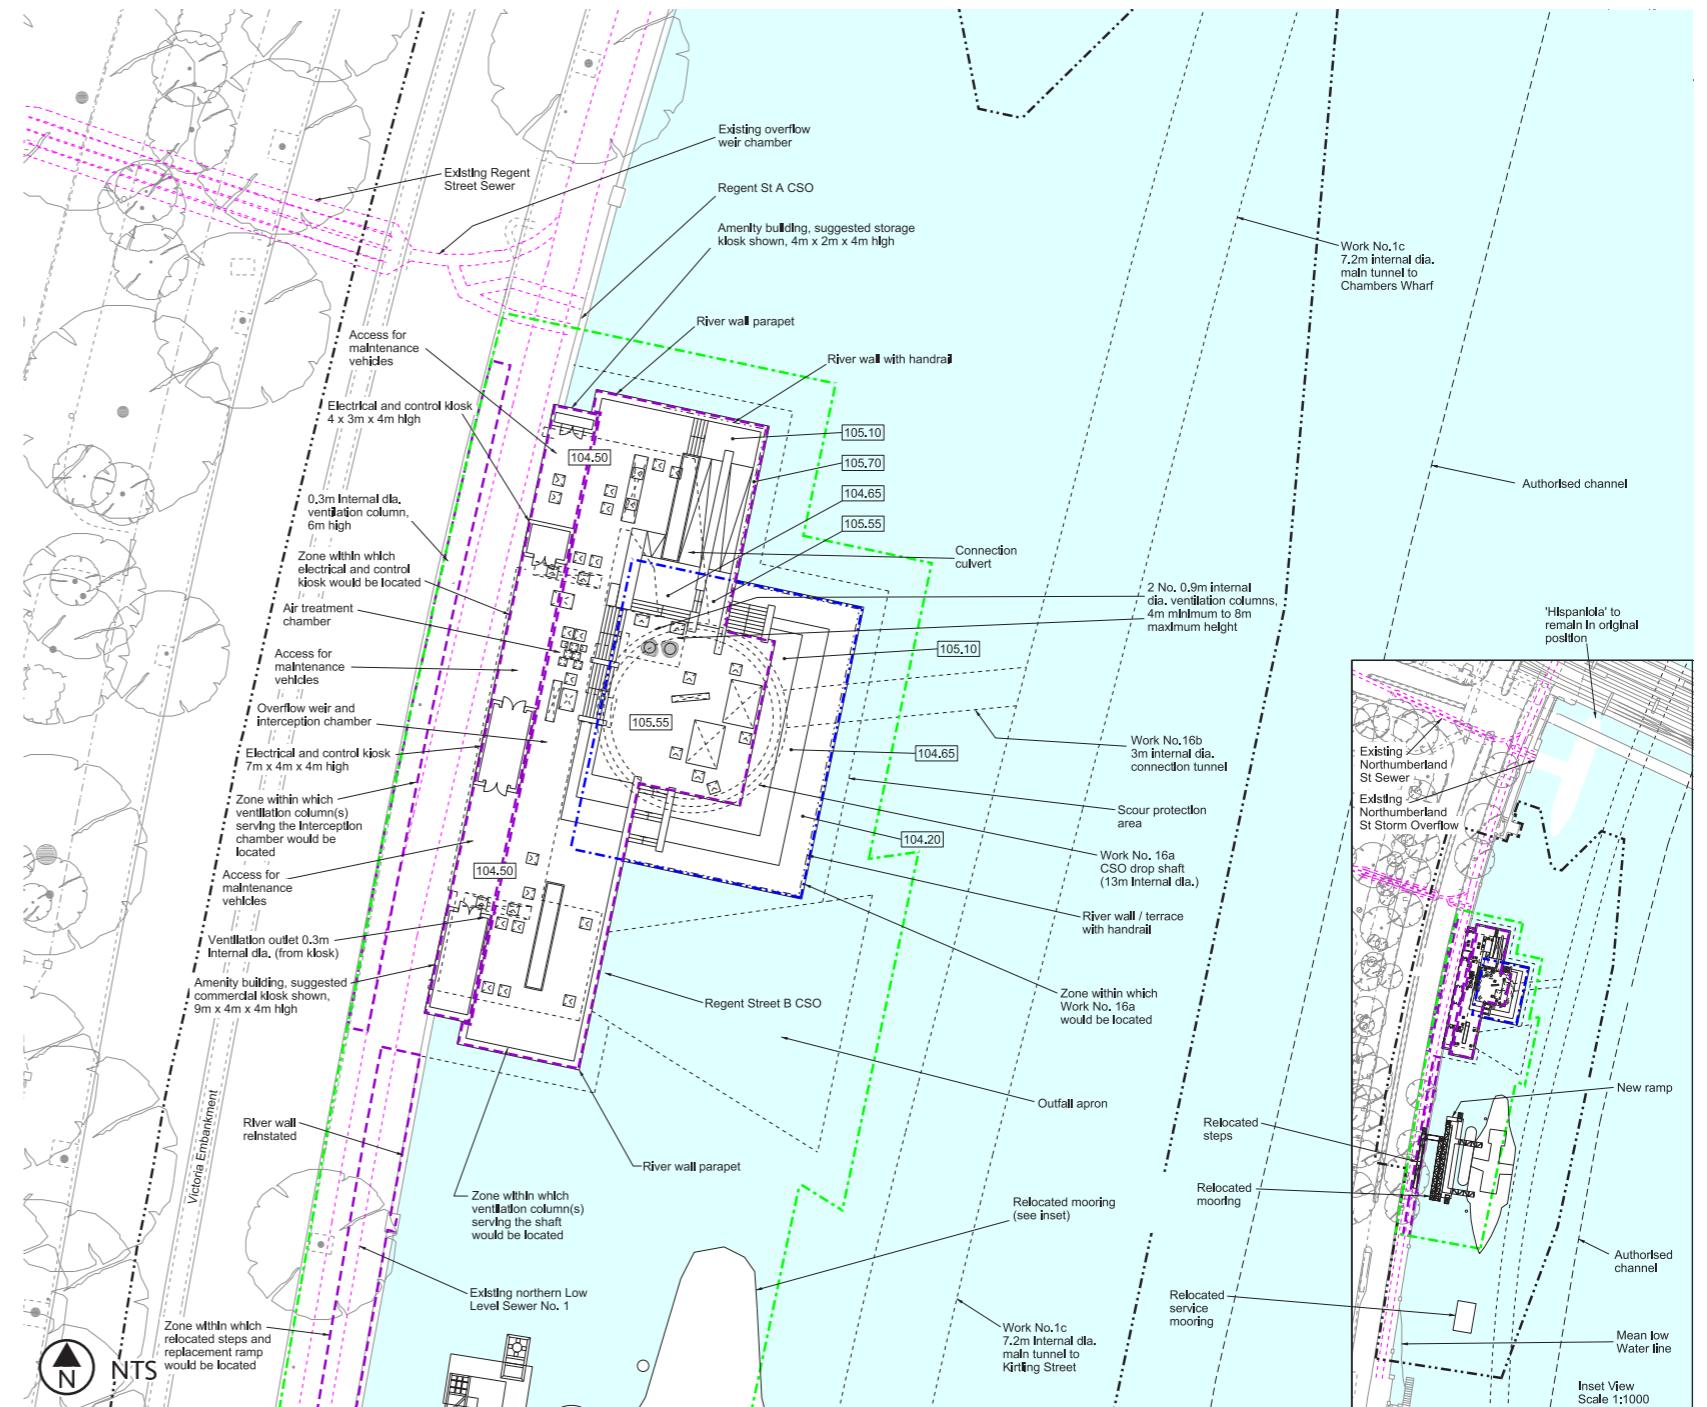 Existing overflow
weir chamber
Existing Regent
Street Sewer
Regent St A CSO
Amenity building, suggested storage
kiosk shown, 4m x 2m x 4m high
Work No.1c
7.2m internal dia.
main tunnel to
Chambers Wharf
River wall parapet
Access for
maintenance
vehicles
River wall with handrail
Electrical and control kiosk
4 x 3m x 4m high
105.10
104.50
105.70
Authorised channel
104.65
0.3m internal dia.
ventilation column,
6m high
105.55
Zone within which
electrical and control
kiosk would be located
Connection
culvert
2 No. 0.9m internal
dia. ventilation columns,
4m minimum to 8m
maximum height
Air treatment
chamber
'Hispaniola' to
remain in original
position
105.10
Access for
maintenance
vehicles
Overflow weir and
interception chamber
105.55
Work No.16b
3m internal dia.
connection tunnel
104.65
Electrical and control kiosk
7m x 4m x 4m high
Existing
Northumberland
St Sewer
Zone within which
ventilation column(s)
serving the interception
chamber would be
located
Existing
Northumberland
St Storm Overflow
Scour protection
area
104.20
Work No. 16a
CSO drop shaft
(13m internal dia.)
104.50
Access for
maintenance
vehicles
River wall / terrace
with handrail
Ventilation outlet 0.3m
internal dia. (from kiosk)
Amenity building, suggested
commercial kiosk shown,
9m x 4m x 4m high
Regent Street B CSO
Zone within which
Work No. 16a
would be located
Outfall apron
New ramp
Victoria Embankment
River wall
reinstated
Relocated
steps
River wall parapet
Zone within which
ventilation column(s)
serving the shaft
would be located
Relocated mooring
(see inset)
Relocated
mooring
Authorised
channel
Existing northern Low
Level Sewer No. 1
Relocated
service
mooring
Zone within which
relocated steps and
replacement ramp
would be located
Work No.1c
7.2m internal dia.
main tunnel to
Kirtling Street
Mean low
Water line
N
NTS
Inset View
Scale 1:1000